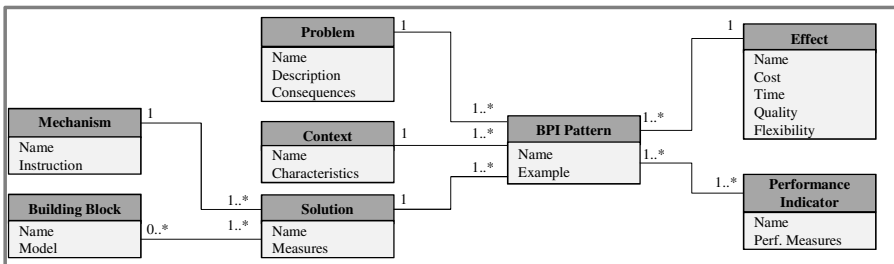 Problem
Name
Description
Consequences
1
1..*
Mechanism
Name
Instruction
1
1..*
Context
Name
Characteristics
1
1..*
Building Block
Name
Model
0..*
1..*
Solution
Name
Measures
1
1..*
BPI Pattern
Name
Example
1..*
1
1..*
1..*
Effect
Name
Cost
Time
Quality
Flexibility
Performance
Indicator
Name
Perf. Measures